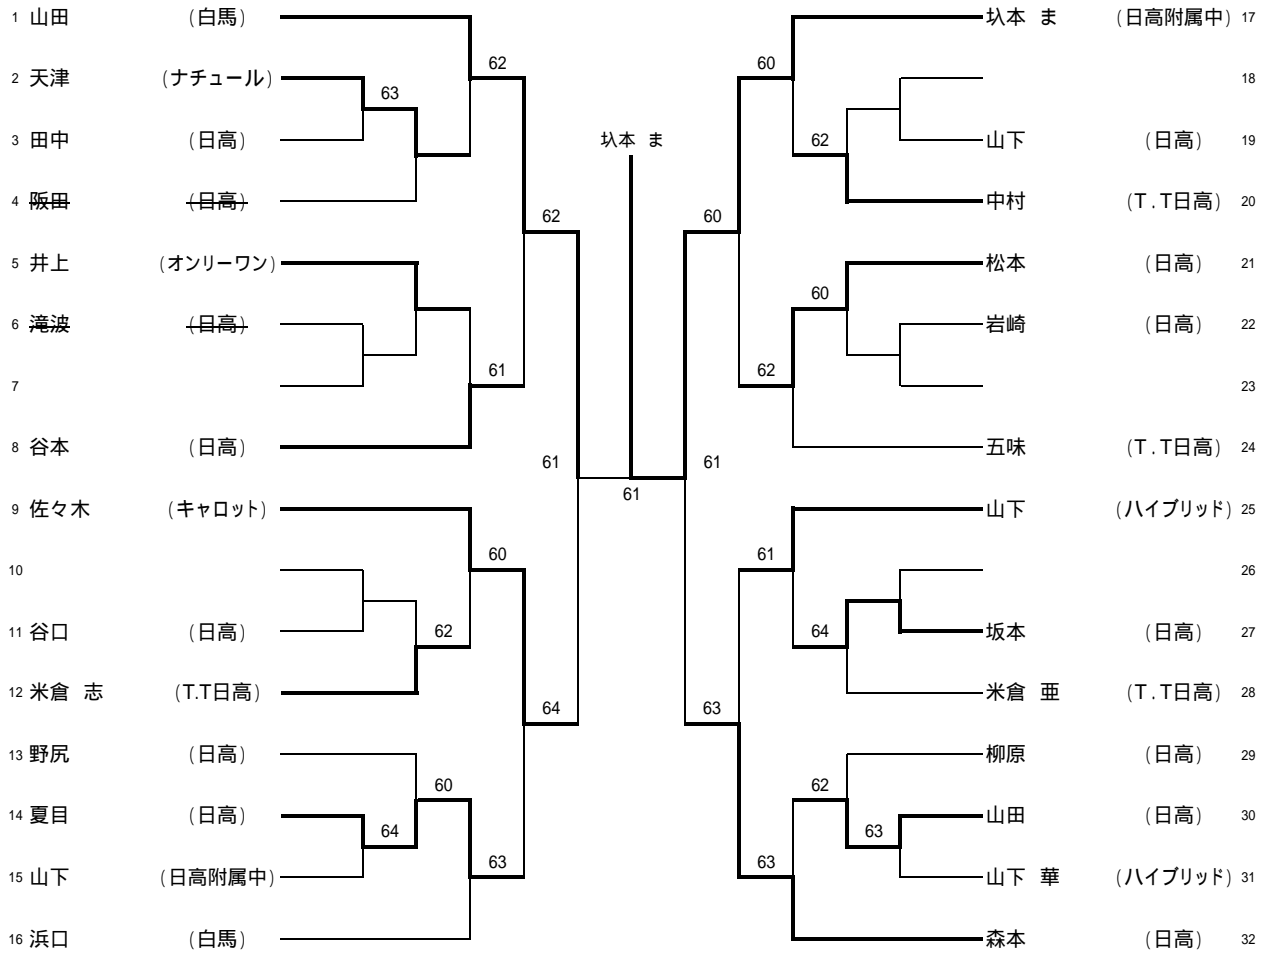 1 山田 (白馬)
2 天津 (ナチュール)
3 田中 (日高)
4 阪田 (日高)
5 井上 (オンリーワン)
6 滝波 (日高)
7
8 谷本 (日高)
9 佐々木 (キャロット)
10
11 谷口 (日高)
12 米倉 志 (T.T日高)
13 野尻 (日高)
14 夏目 (日高)
15 山下 (日高附属中)
16 浜口 (白馬)
63
62
61
62
60
62
64
60
63
64
61
圦本 ま
61
61
60
62
60
60
62
61
64
63
62
63
63
圦本 ま (日高附属中) 17
18
山下 (日高) 19
中村 (T.T日高) 20
松本 (日高) 21
岩崎 (日高) 22
23
五味 (T.T日高) 24
山下 (ハイブリッド) 25
26
坂本 (日高) 27
米倉 亜 (T.T日高) 28
柳原 (日高) 29
山田 (日高) 30
山下 華 (ハイブリッド) 31
森本 (日高) 32